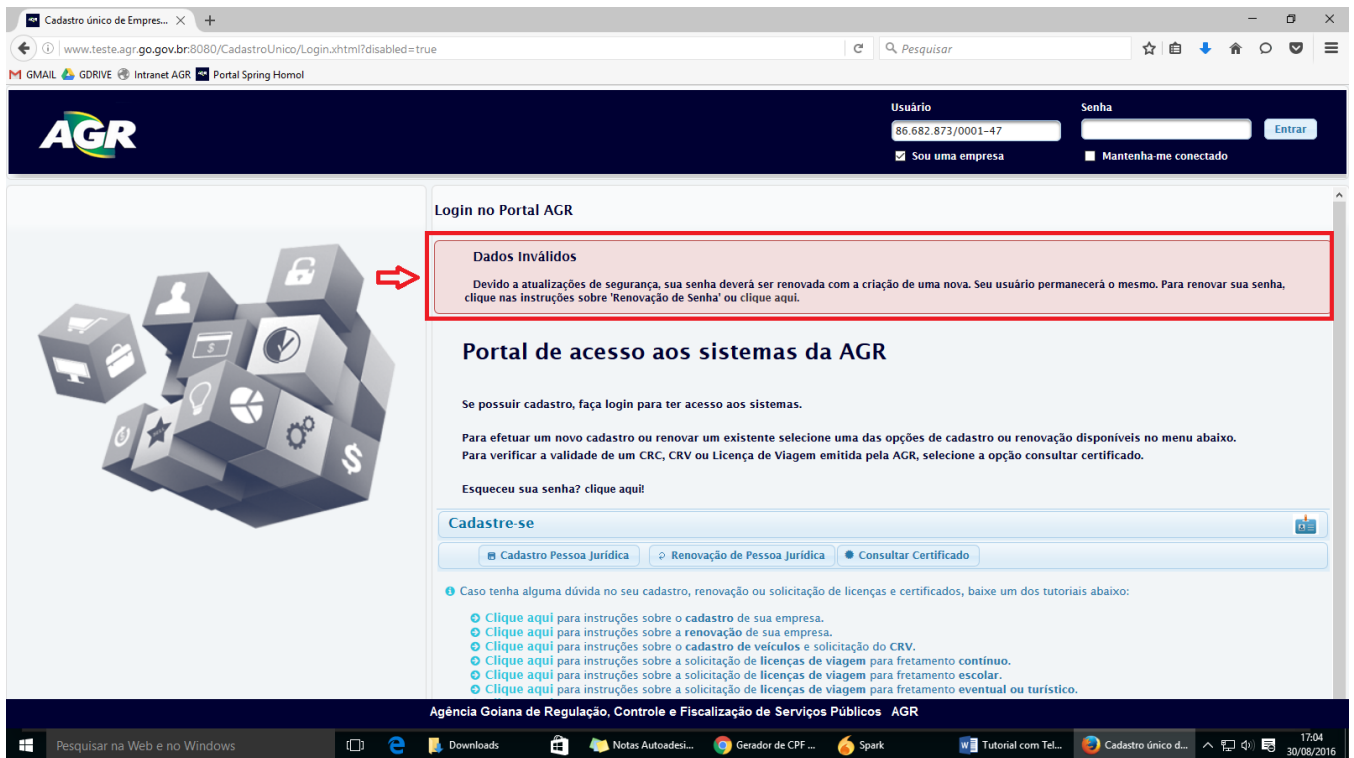 Cadastro único de Empres...
www.teste.agr.go.gov.br:8080/CadastroUnico/Login.xhtml?disabled=true
Pesquisar
GMAIL GDRIVE Intranet AGR Portal Spring Homol
AGR
Usuário
Senha
86.682.873/0001-47
Entrar
Sou uma empresa
Mantenha-me conectado
Login no Portal AGR
Dados Inválidos
Devido a atualizações de segurança, sua senha deverá ser renovada com a criação de uma nova. Seu usuário permanecerá o mesmo. Para renovar sua senha,
clique nas instruções sobre 'Renovação de Senha' ou clique aqui.
Portal de acesso aos sistemas da AGR
Se possuir cadastro, faça login para ter acesso aos sistemas.
Para efetuar um novo cadastro ou renovar um existente selecione uma das opções de cadastro ou renovação disponíveis no menu abaixo.
Para verificar a validade de um CRC, CRV ou Licença de Viagem emitida pela AGR, selecione a opção consultar certificado.
Esqueceu sua senha? clique aqui!
Cadastre-se
Cadastro Pessoa Jurídica
Renovação de Pessoa Jurídica
Consultar Certificado
Caso tenha alguma dúvida no seu cadastro, renovação ou solicitação de licenças e certificados, baixe um dos tutoriais abaixo:
Clique aqui para instruções sobre o cadastro de sua empresa.
Clique aqui para instruções sobre a renovação de sua empresa.
Clique aqui para instruções sobre o cadastro de veículos e solicitação do CRV.
Clique aqui para instruções sobre a solicitação de licenças de viagem para fretamento contínuo.
Clique aqui para instruções sobre a solicitação de licenças de viagem para fretamento escolar.
Clique aqui para instruções sobre a solicitação de licenças de viagem para fretamento eventual ou turístico.
Agência Goiana de Regulação, Controle e Fiscalização de Serviços Públicos AGR
Pesquisar na Web e no Windows
Downloads
Notas Autoadesi...
Gerador de CPF ...
Spark
Tutorial com Tel...
Cadastro único d...
17:04
30/08/2016